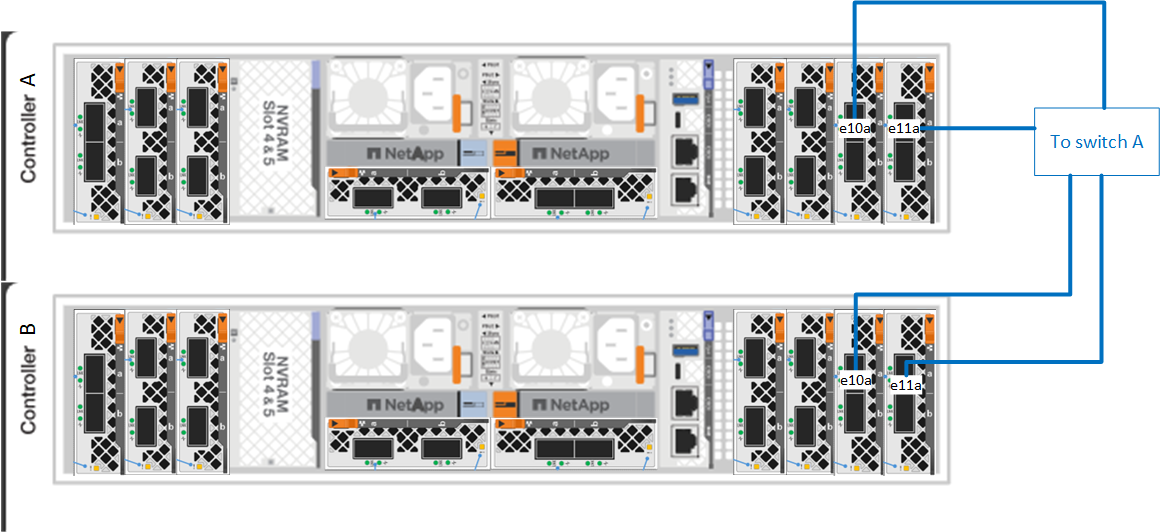 Controller A
NVRAM
Slot 4 & 5
NetApp
NetApp
a
b
a
b
a
b
a
b
e10a
e11a
To switch A
Controller B
NVRAM
Slot 4 & 5
NetApp
NetApp
a
b
a
b
a
b
a
b
e10a
e11a